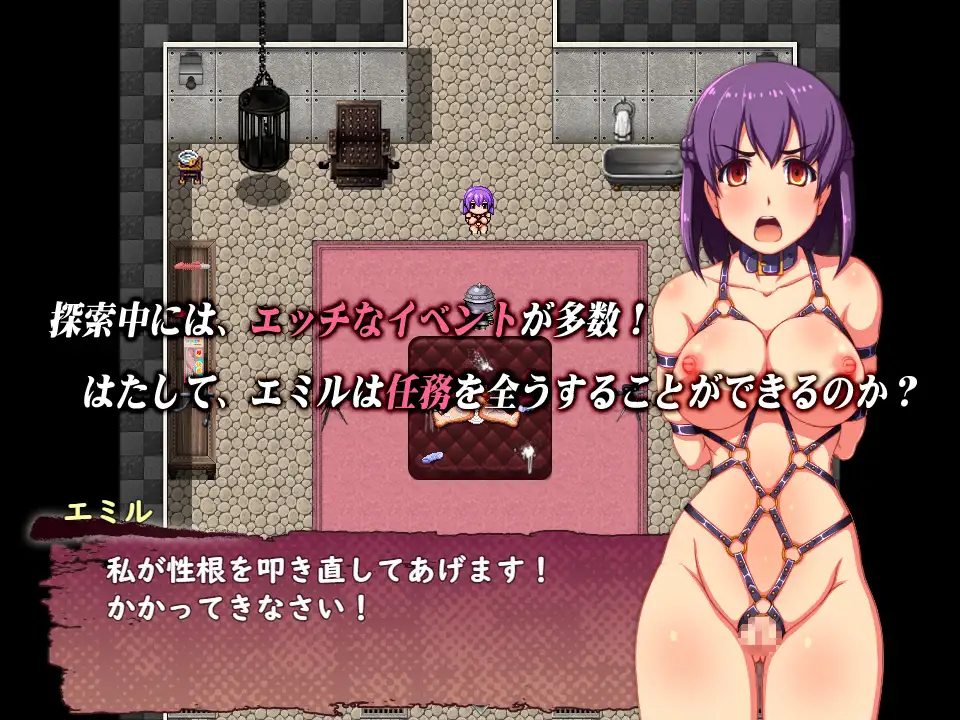 探索中には、エッチなイベントが多数！
はたして、エミルは任務を全うすることができるのか？
エミル
私が性根を叩き直してあげます！
かかってきなさい！